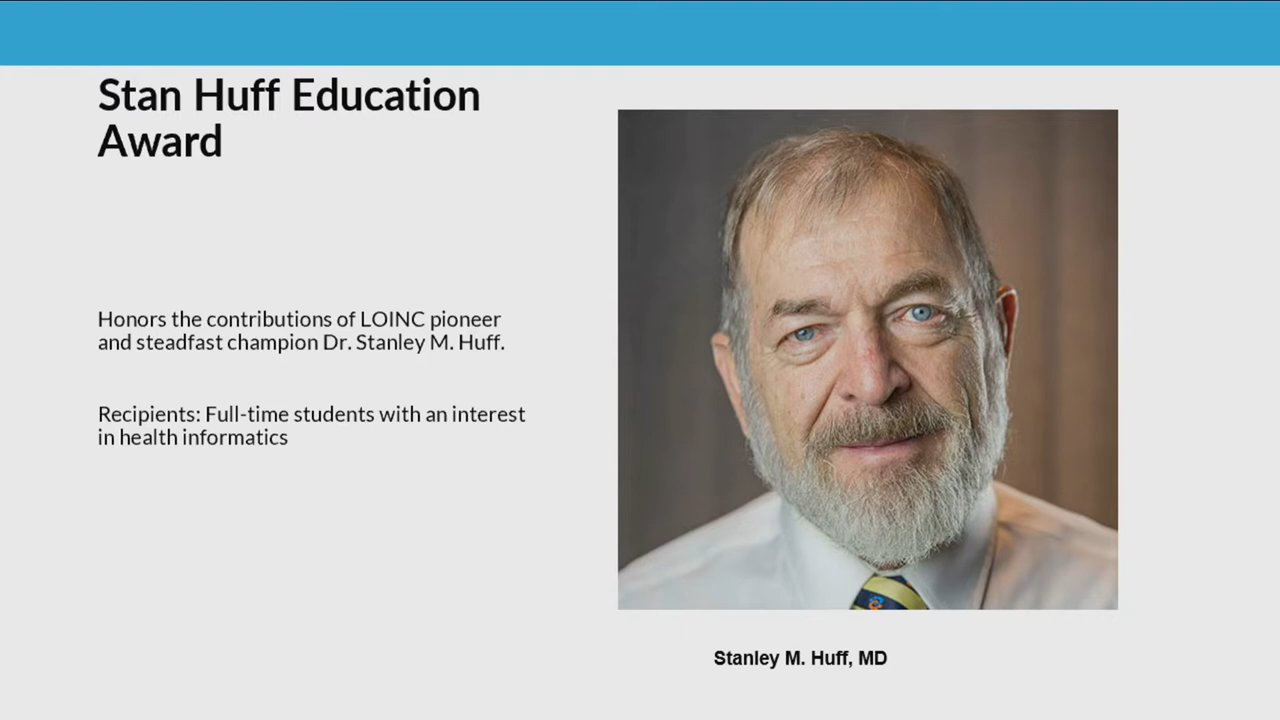 Stan Huff Education
Award
Honors the contributions of LOINC pioneer
and steadfast champion Dr. Stanley M. Huff.
Recipients: Full-time students with an interest
in health informatics
Stanley M. Huff, MD